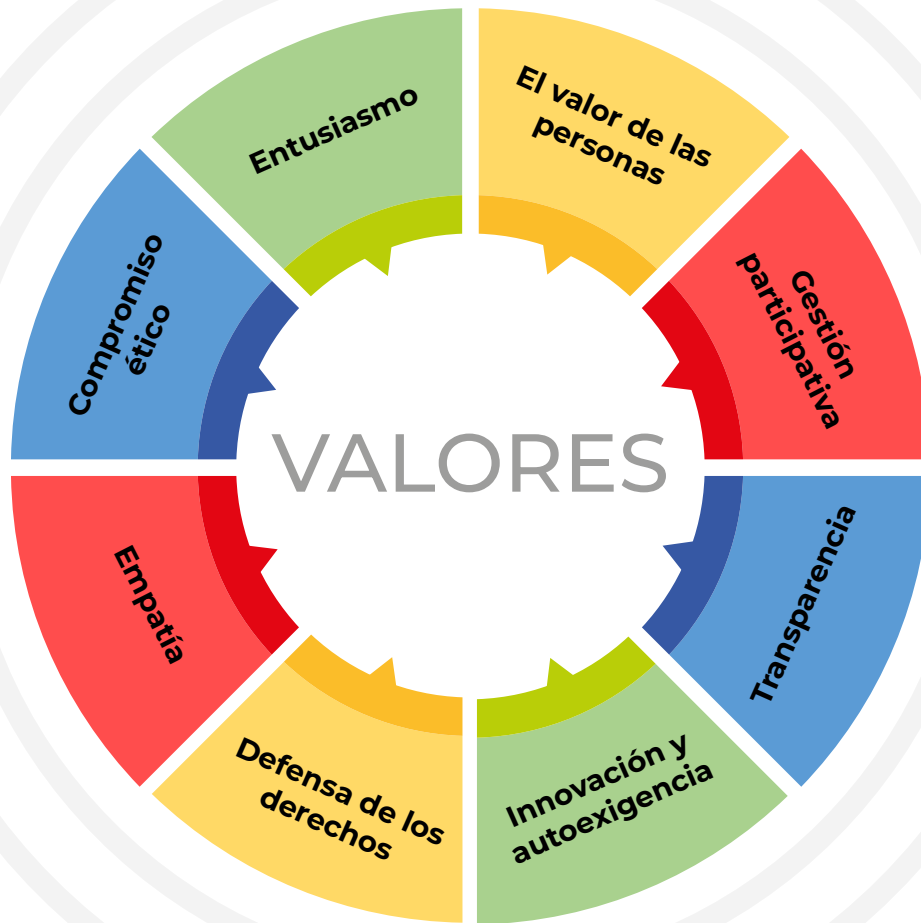 Entusiasmo
El valor de las
personas
Gestión
participativa
Transparencia
Innovación y
autoexigencia
Defensa de los
derechos
Empatía
Compromiso
ético
VALORES